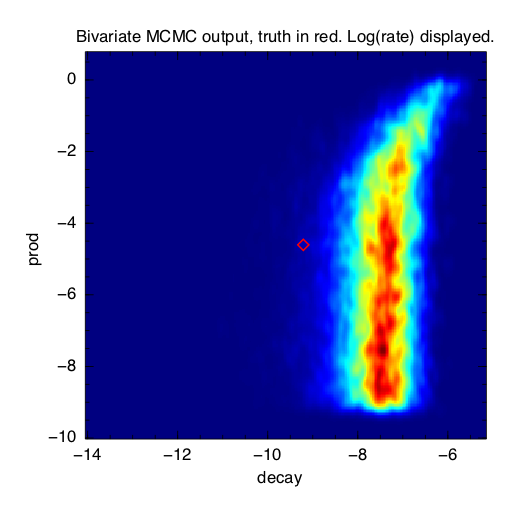 Bivariate MCMC output, truth in red. Log(rate) displayed.
0
−2
−4
−6
−8
−10
prod
−14 −12 −10 −8 −6
decay